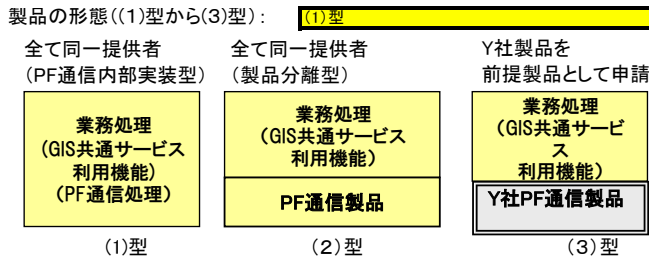 製品の形態((1)型から(3)型): (1)型
全て同一提供者
(PF通信内部実装型)
全て同一提供者
(製品分離型)
Y社製品を
前提製品として申請
業務処理
(GIS共通サービス
利用機能)
(PF通信処理)
業務処理
(GIS共通サービス
利用機能)
PF通信製品
業務処理
(GIS共通サービ
ス
利用機能)
Y社PF通信製品
(1)型
(2)型
(3)型